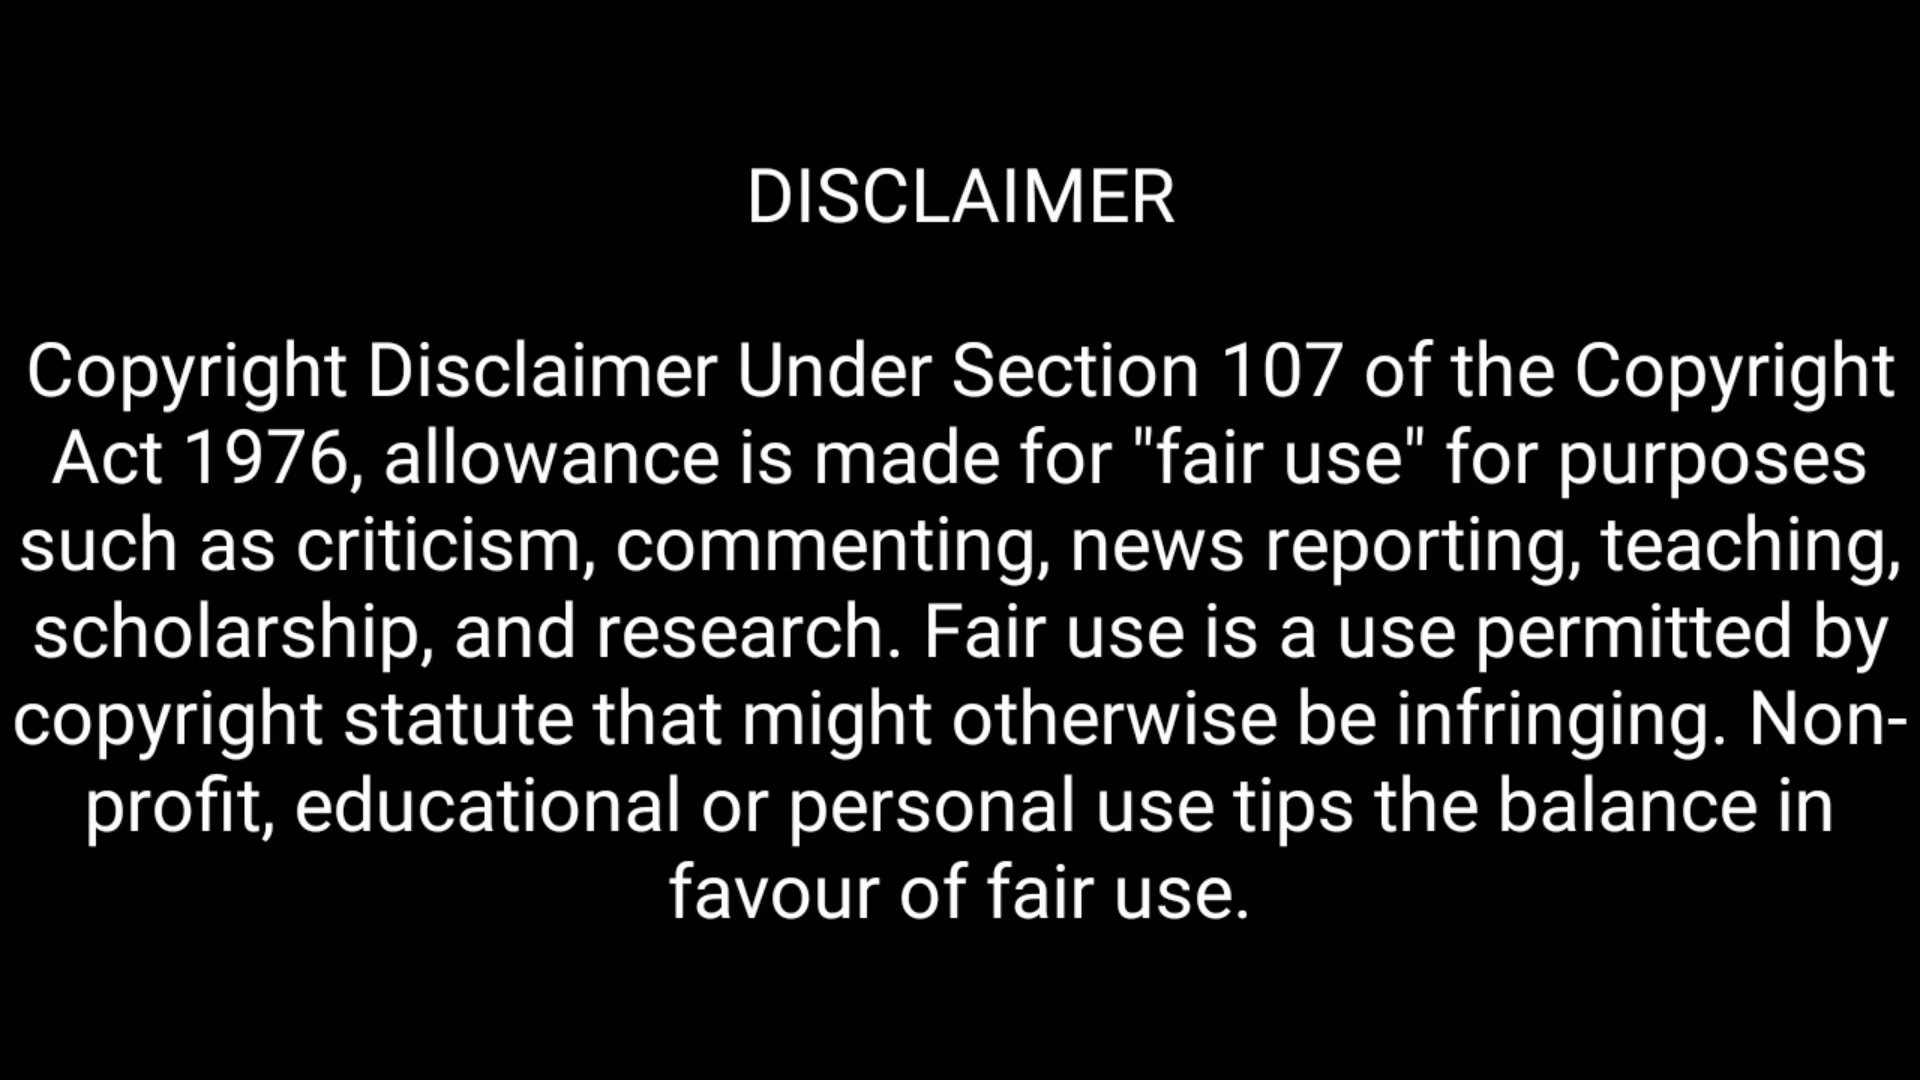 DISCLAIMER
Copyright Disclaimer Under Section 107 of the Copyright
Act 1976, allowance is made for "fair use" for purposes
such as criticism, commenting, news reporting, teaching,
scholarship, and research. Fair use is a use permitted by
copyright statute that might otherwise be infringing. Non-
profit, educational or personal use tips the balance in
favour of fair use.